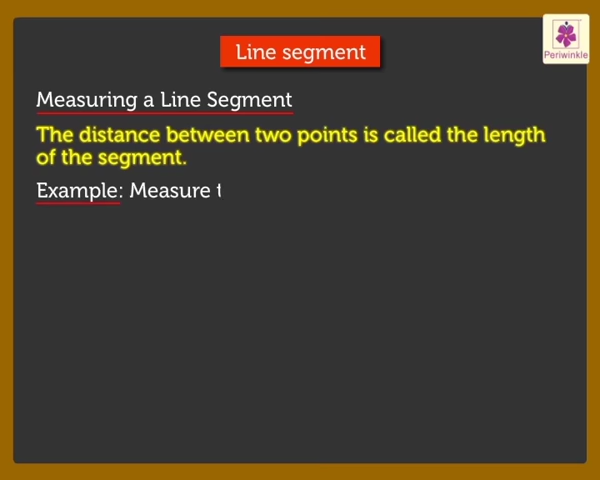 Line segment
Periwinkle
Measuring a Line Segment
The distance between two points is called the length
of the segment.
Example: Measure t